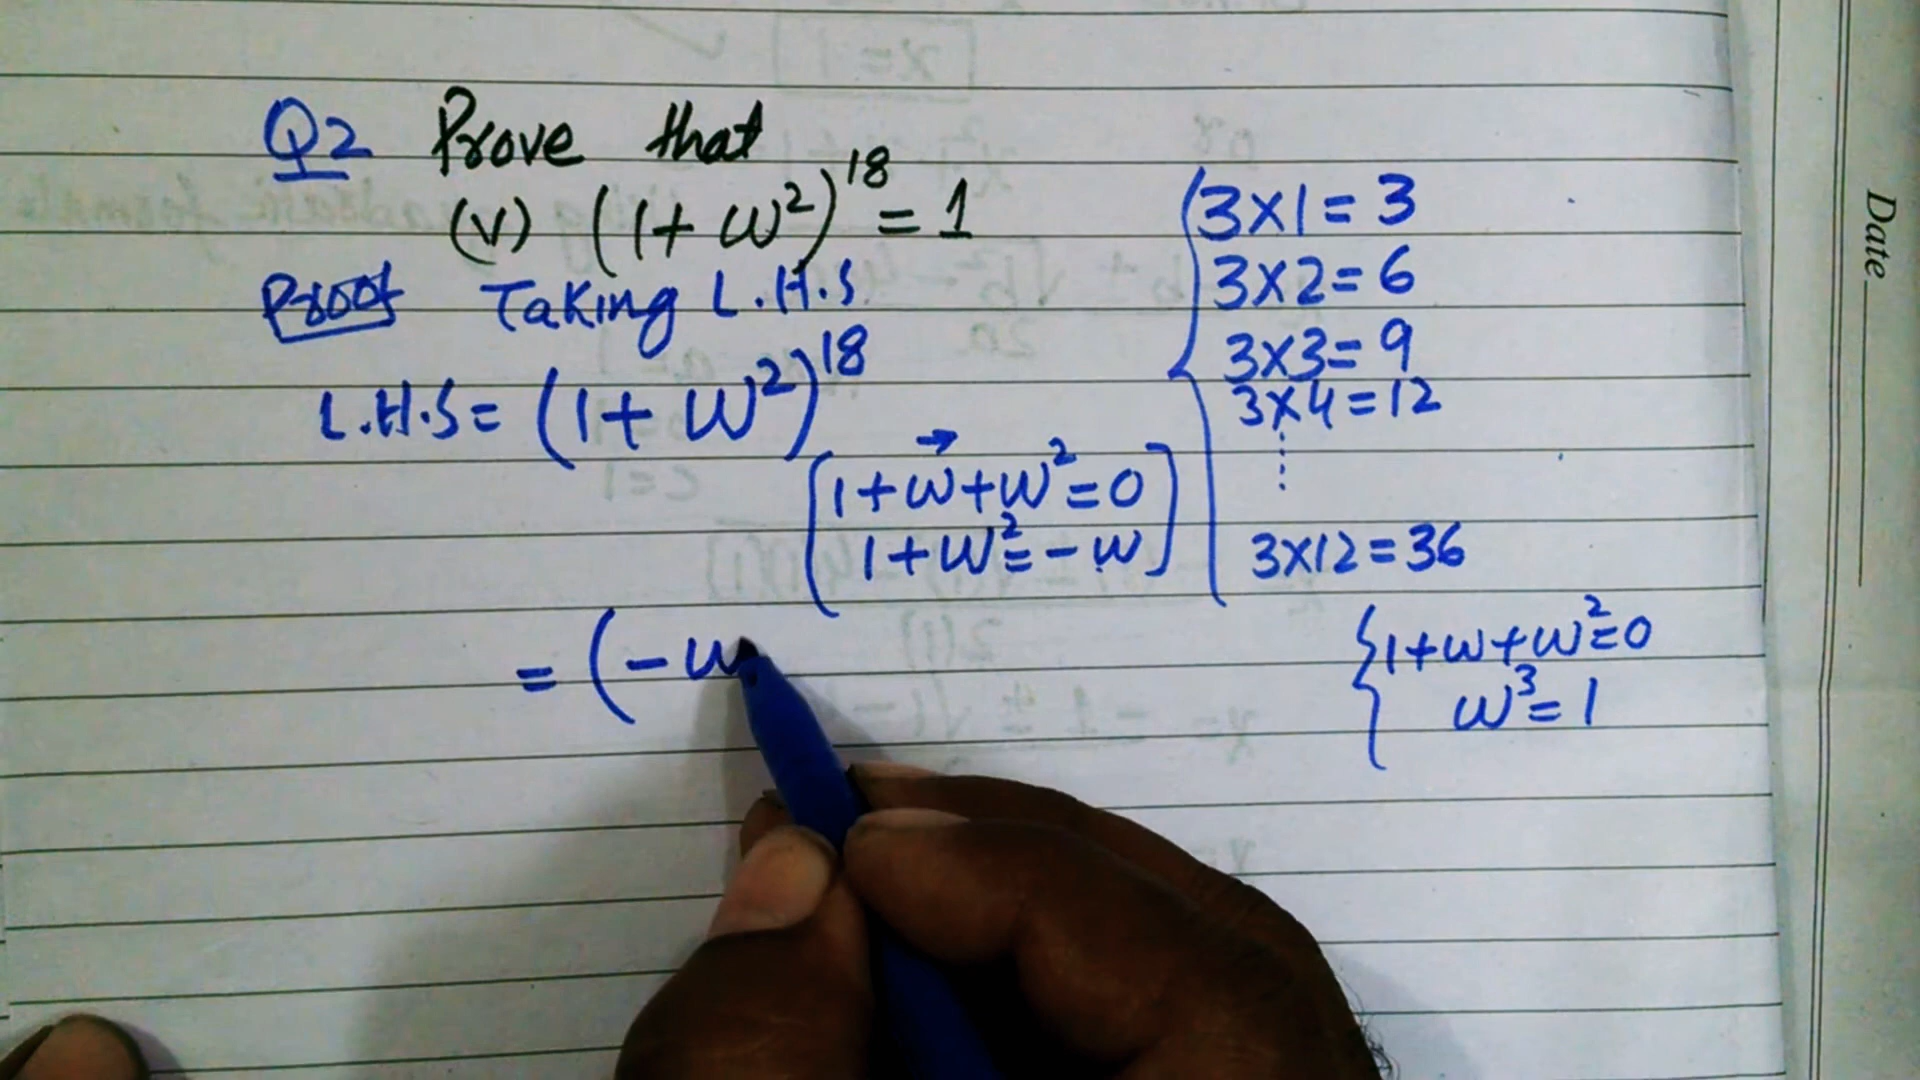 Q2 Prove that
(V) (1+ω²)¹⁸ = 1
Proof Taking L.H.S
L.H.S = (1+ω²)¹⁸
[1+ω+ω²=0
1+ω²=-ω]
= (-ω
3×1=3
3×2=6
3×3=9
3×4=12
⋮
3×12=36
{1+ω+ω²=0
ω³=1
Date